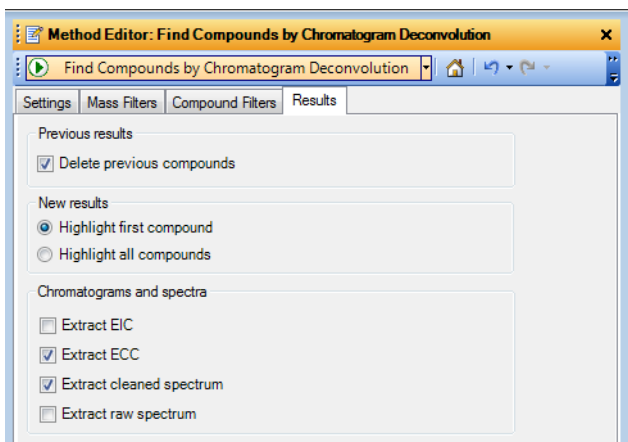 Method Editor: Find Compounds by Chromatogram Deconvolution
Find Compounds by Chromatogram Deconvolution
Settings Mass Filters Compound Filters Results
Previous results
Delete previous compounds
New results
Highlight first compound
Highlight all compounds
Chromatograms and spectra
Extract EIC
Extract ECC
Extract cleaned spectrum
Extract raw spectrum